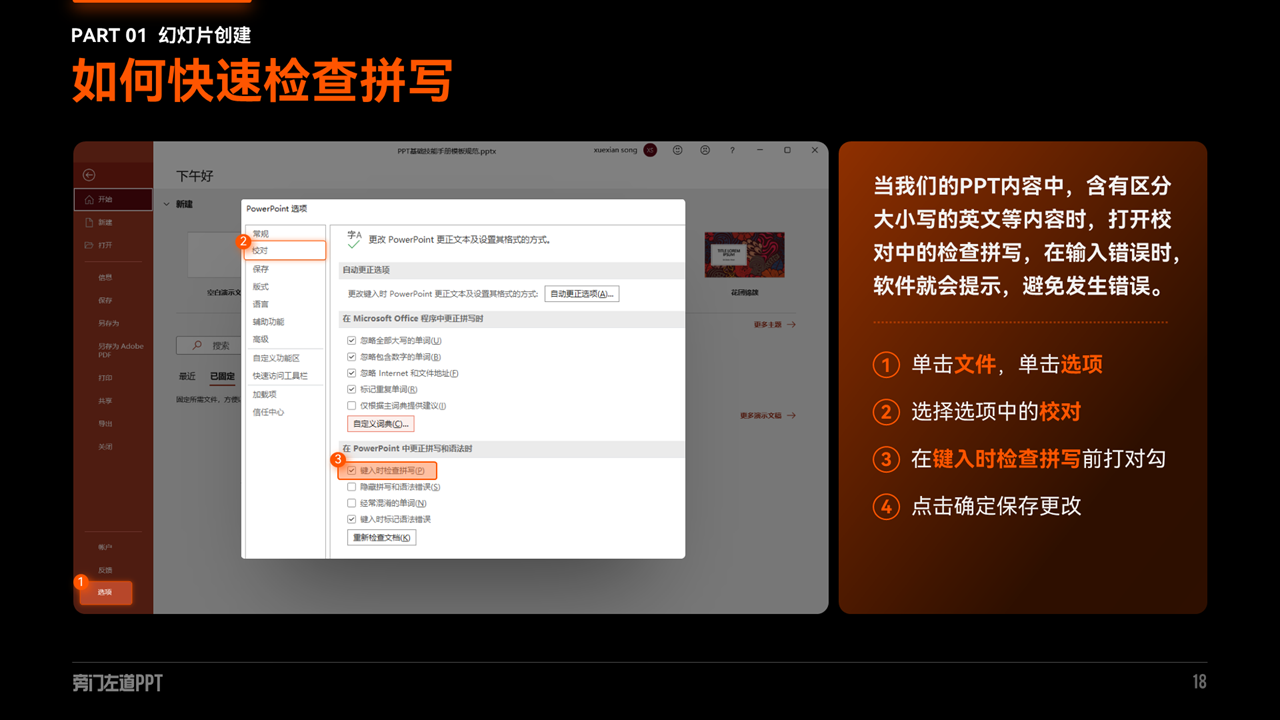 PART 01 幻灯片创建
如何快速检查拼写
PPT基础技能手册模板规范.pptx
xuexian song
XS
?
下午好
开始
新建
打开
信息
保存
另存为
另存为 Adobe
PDF
打印
共享
导出
关闭
帐户
反馈
1
选项
新建
空白演示文
搜索
最近 已固定
固定所需文件，方便以
花团锦簇
更多主题
更多演示文稿
PowerPoint 选项
常规
2
校对
保存
版式
语言
辅助功能
高级
自定义功能区
快速访问工具栏
加载项
信任中心
字A
更改 PowerPoint 更正文本及设置其格式的方式。
自动更正选项
更改键入时 PowerPoint 更正文本及设置其格式的方式:
自动更正选项(A)...
在 Microsoft Office 程序中更正拼写时
忽略全部大写的单词(U)
忽略包含数字的单词(B)
忽略 Internet 和文件地址(F)
标记重复单词(R)
仅根据主词典提供建议(I)
自定义词典(C)...
在 PowerPoint 中更正拼写和语法时
3
键入时检查拼写(P)
隐藏拼写和语法错误(S)
经常混淆的单词(N)
键入时标记语法错误
重新检查文档(K)
当我们的PPT内容中，含有区分
大小写的英文等内容时，打开校
对中的检查拼写，在输入错误时，
软件就会提示，避免发生错误。
1 单击文件，单击选项
2 选择选项中的校对
3 在键入时检查拼写前打对勾
4 点击确定保存更改
旁门左道PPT
18